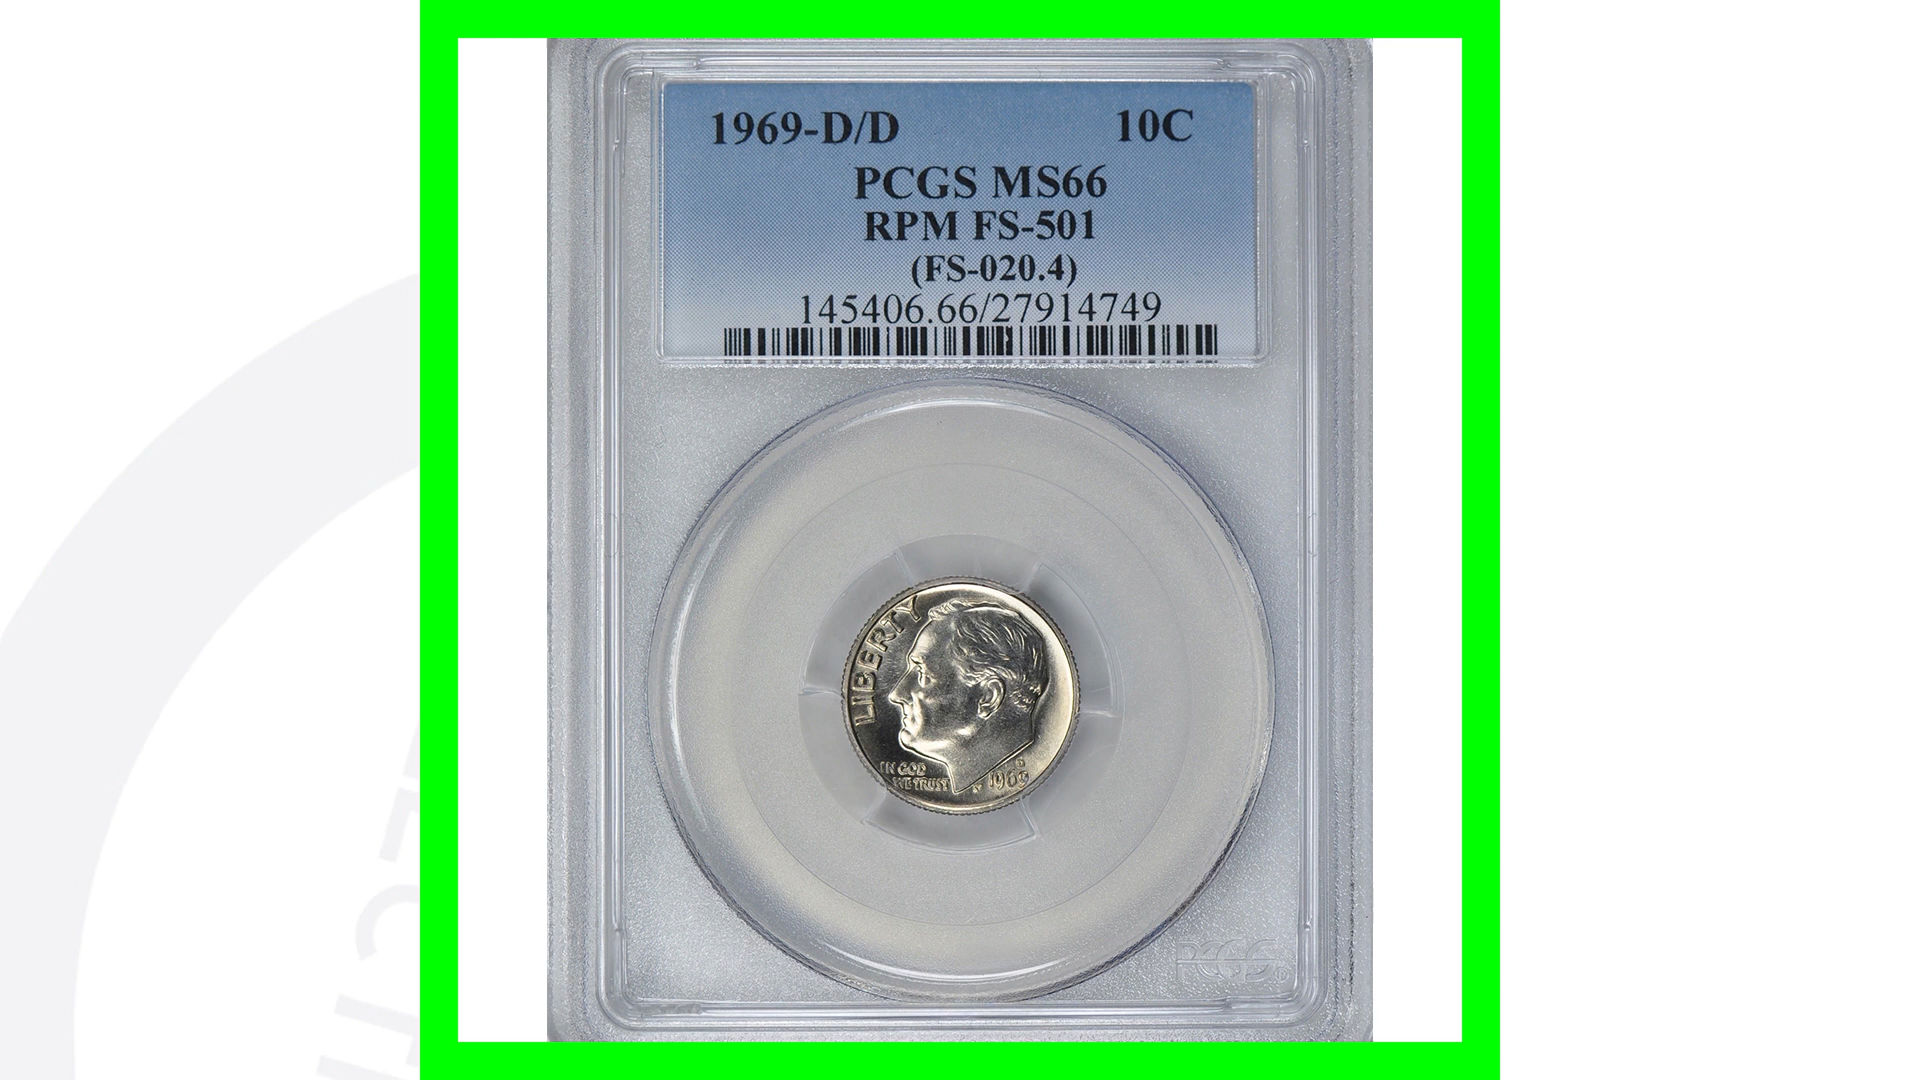 1969-D/D 10C
PCGS MS66
RPM FS-501
(FS-020.4)
145406.66/27914749
LIBERTY
IN GOD
WE TRUST
D
1969
PCGS